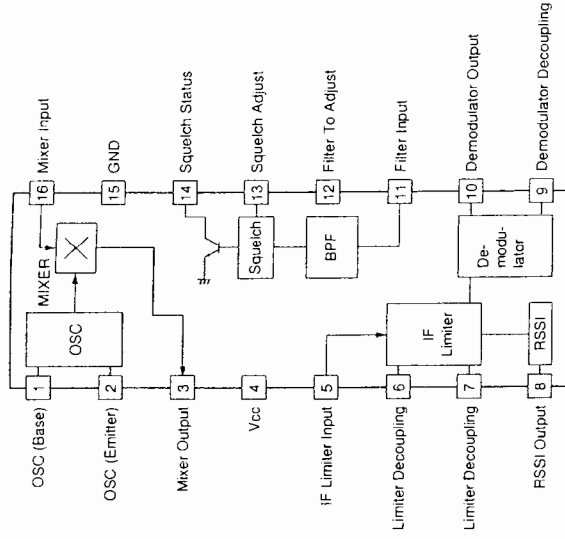 OSC (Base)
1
OSC (Emitter)
2
Mixer Output
3
Vcc
4
IF Limiter Input
5
Limiter Decoupling
6
Limiter Decoupling
7
RSSI Output
8
OSC
MIXER
Squelch
BPF
IF
Limiter
De-
modu-
lator
RSSI
16
Mixer Input
15
GND
14
Squelch Status
13
Squelch Adjust
12
Filter To Adjust
11
Filter Input
10
Demodulator Output
9
Demodulator Decoupling